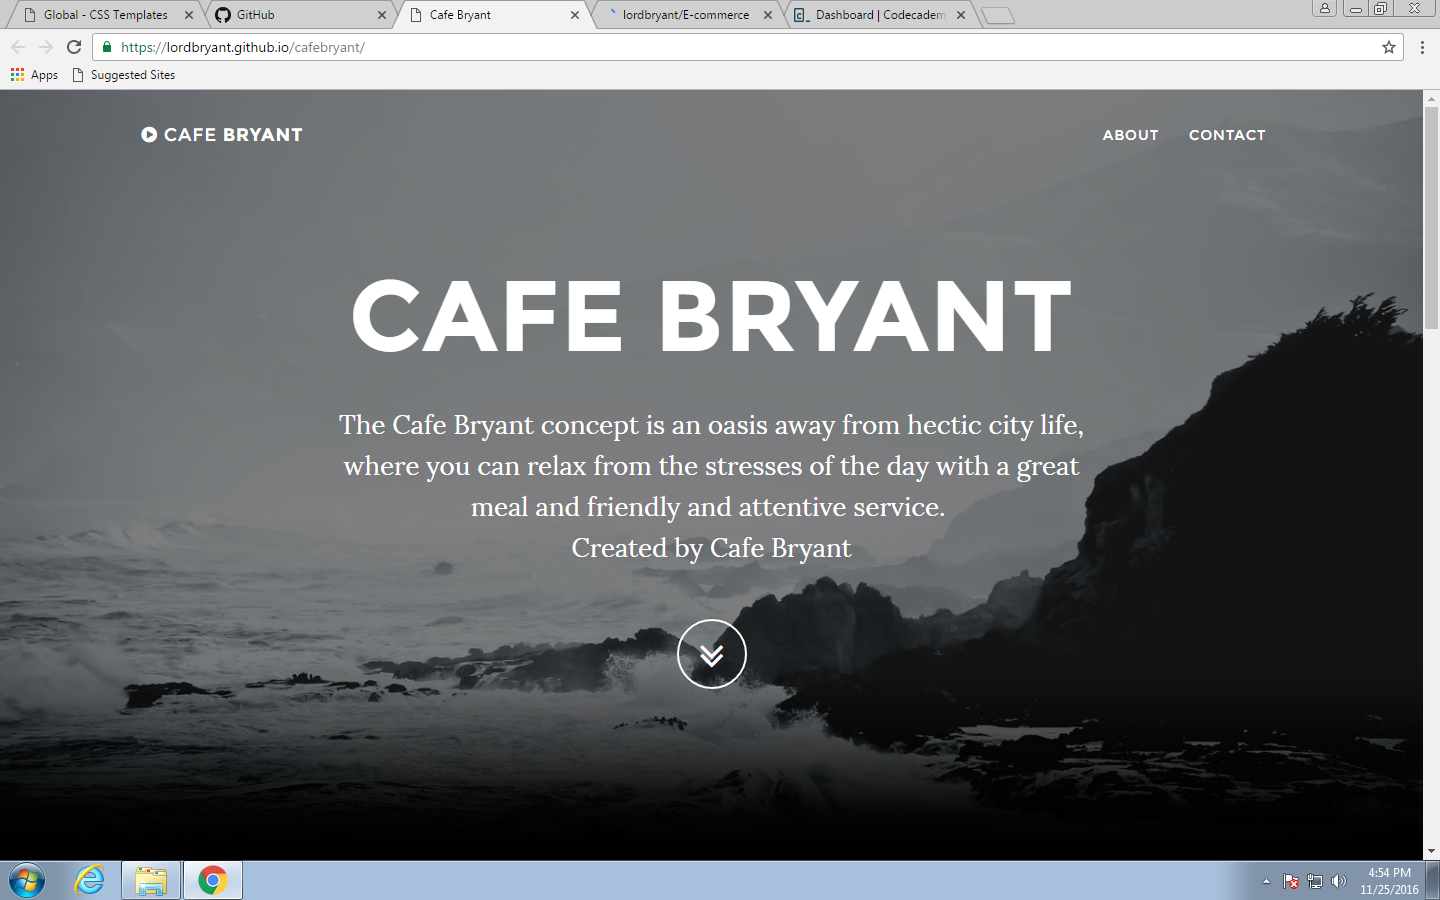 Global - CSS Templates
GitHub
Cafe Bryant
lordbryant/E-commerce
Dashboard | Codecadem
https://lordbryant.github.io/cafebryant/
Apps
Suggested Sites
CAFE BRYANT
ABOUT
CONTACT
CAFE BRYANT
The Cafe Bryant concept is an oasis away from hectic city life,
where you can relax from the stresses of the day with a great
meal and friendly and attentive service.
Created by Cafe Bryant
4:54 PM
11/25/2016